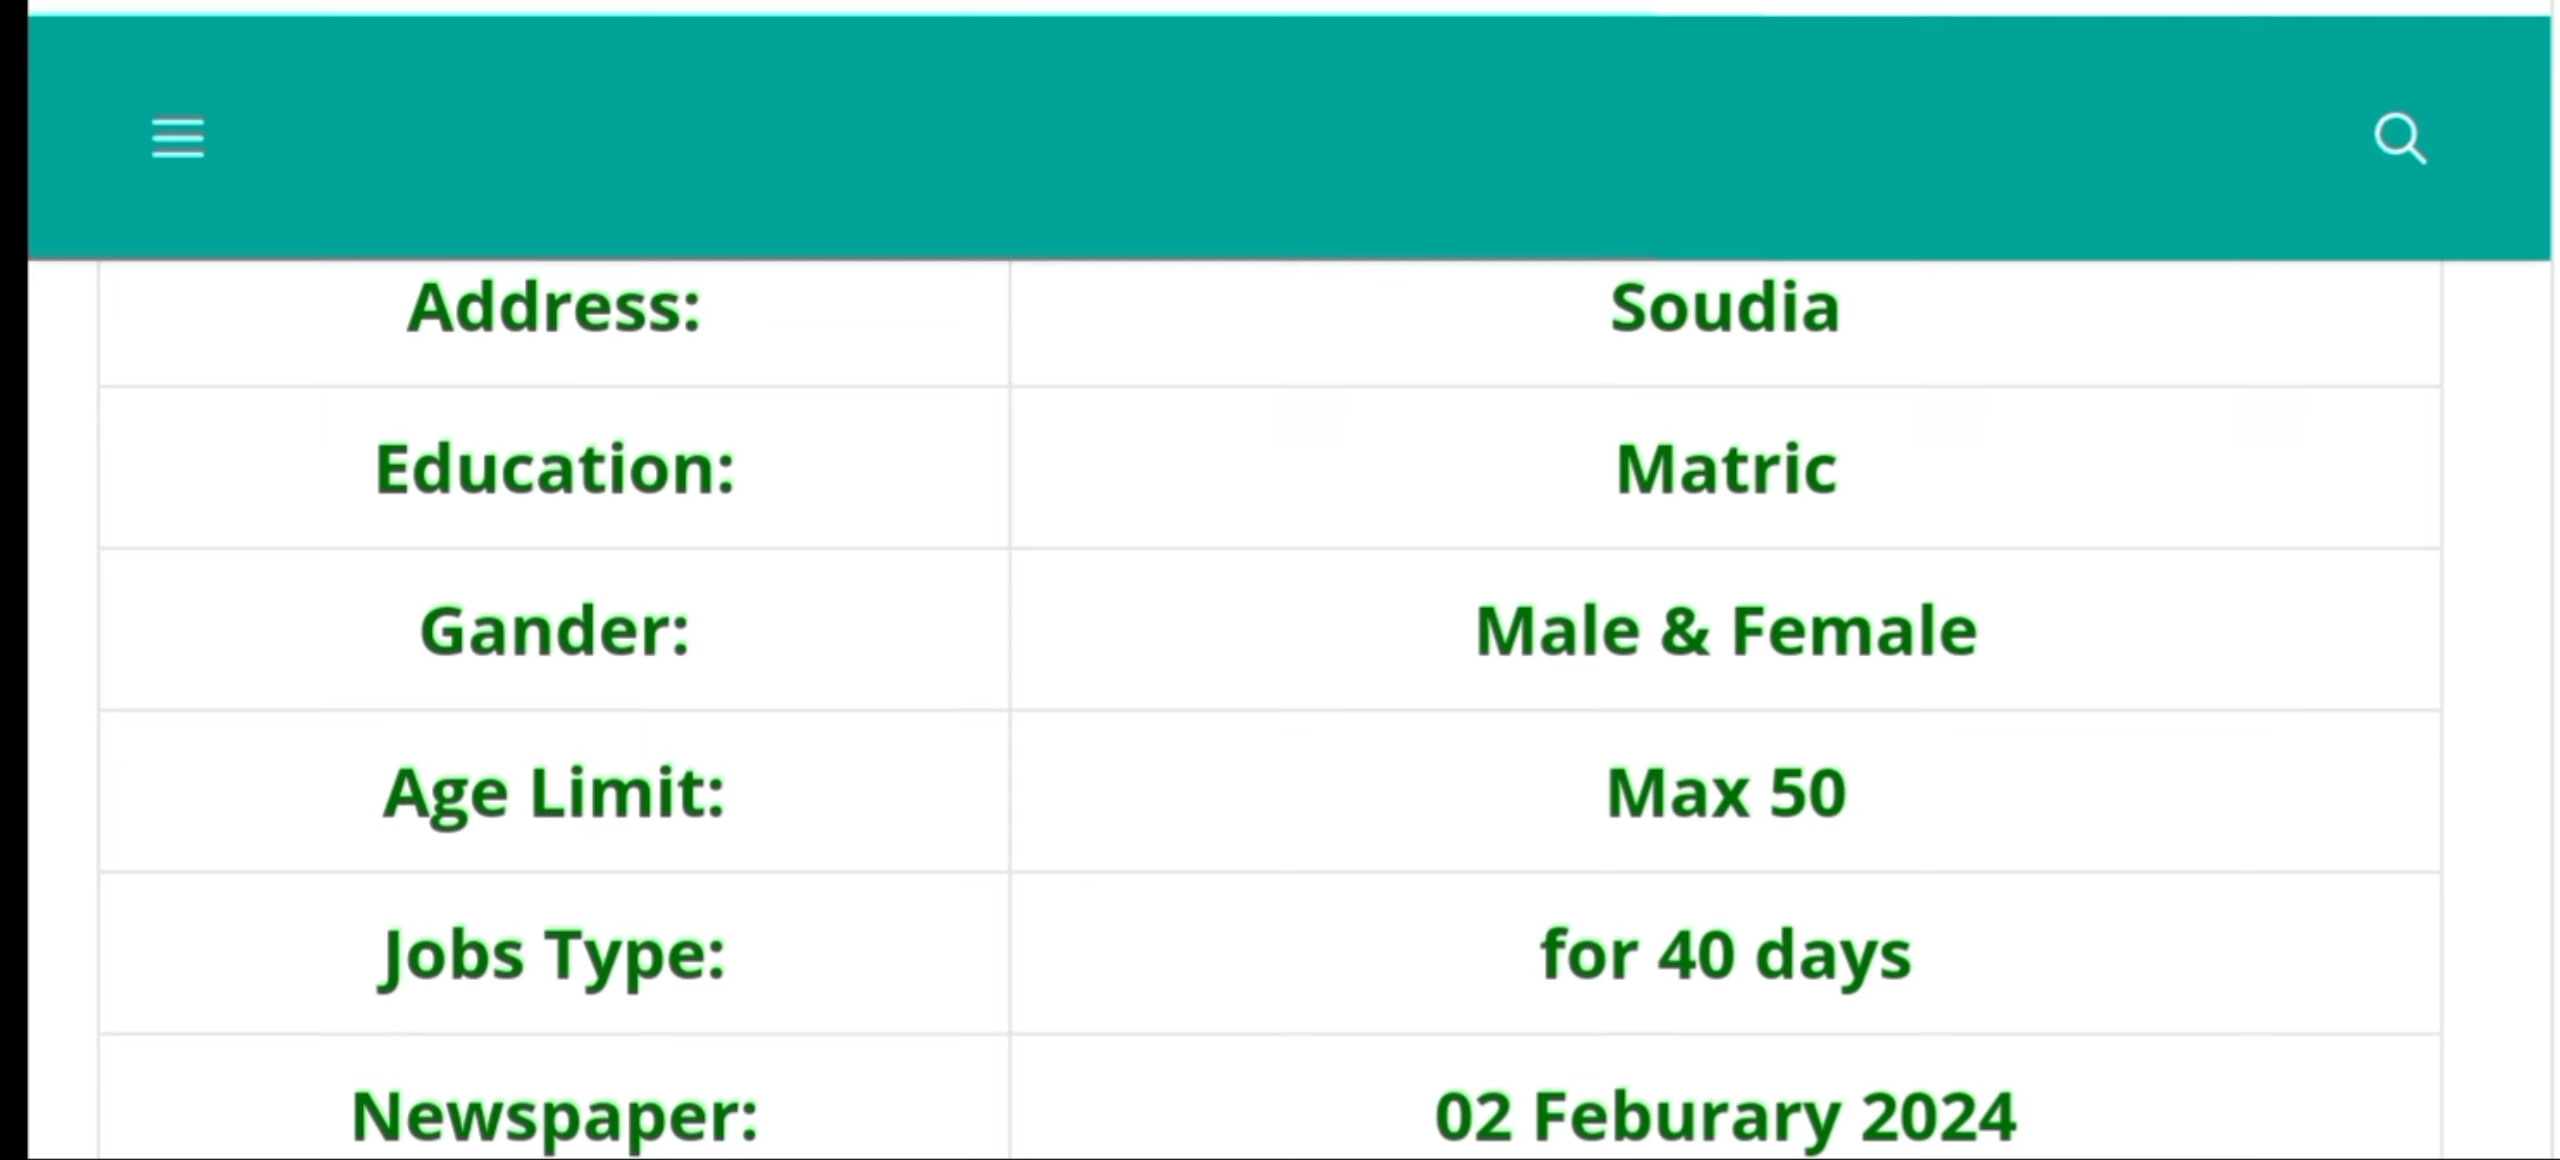 Address: Soudia
Education: Matric
Gander: Male & Female
Age Limit: Max 50
Jobs Type: for 40 days
Newspaper: 02 Feburary 2024